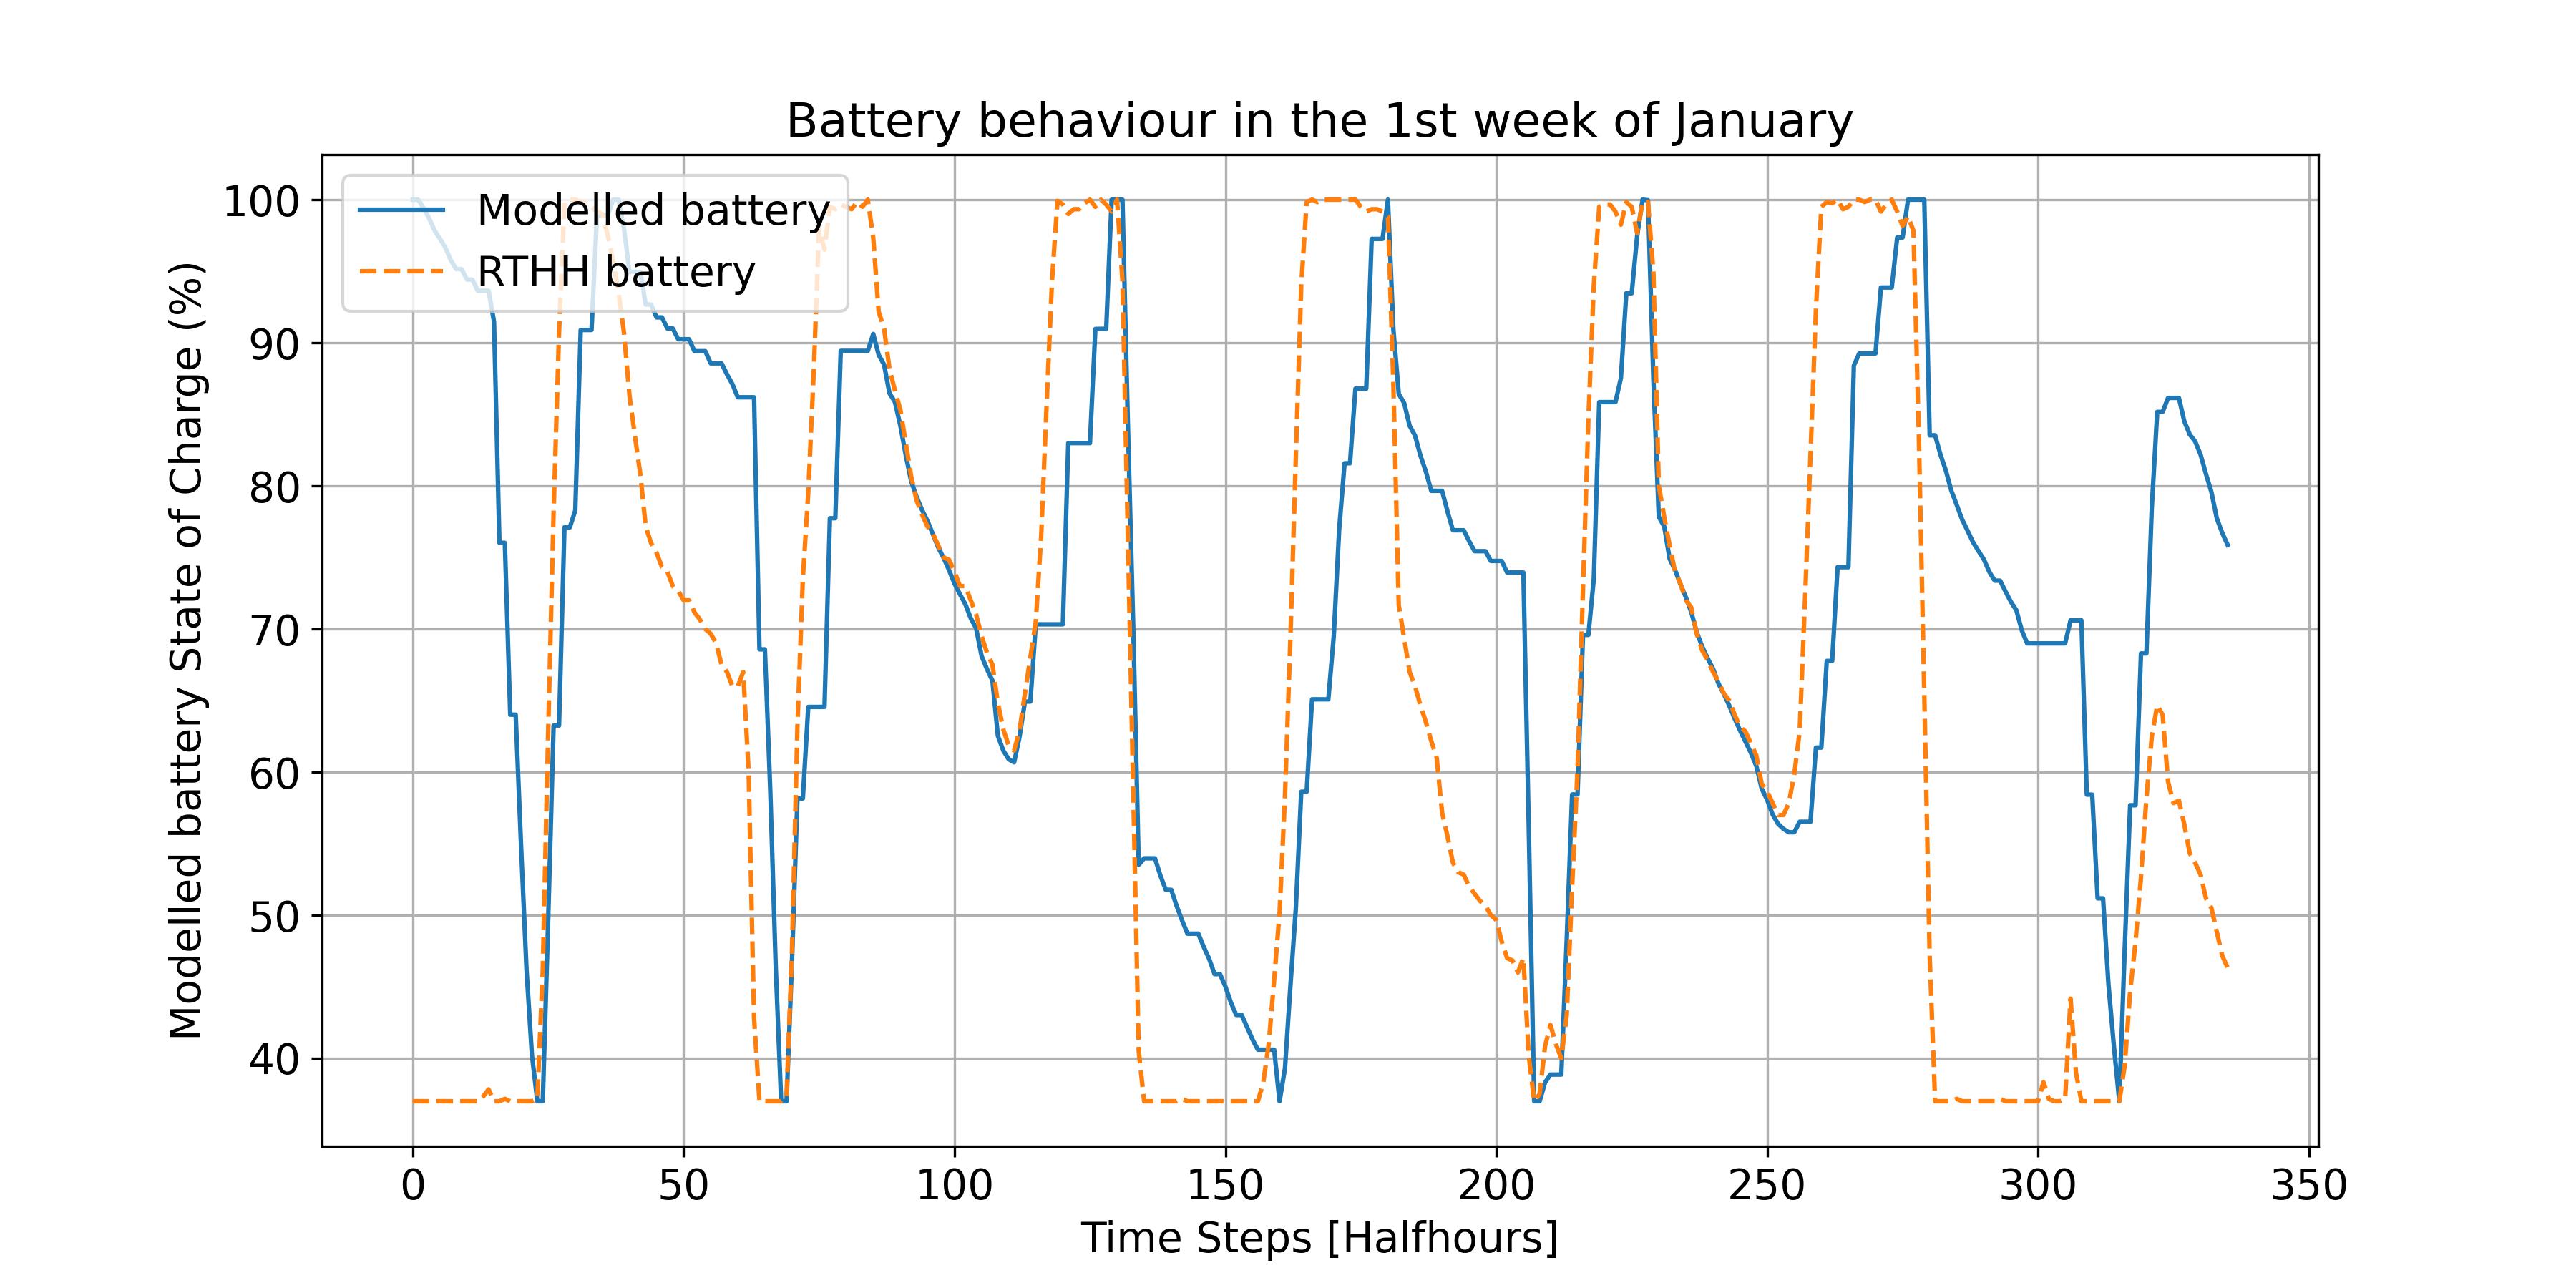 Battery behaviour in the 1st week of January
Modelled battery State of Charge (%)
100
90
80
70
60
50
40
Modelled battery
RTHH battery
0 50 100 150 200 250 300 350
Time Steps [Halfhours]